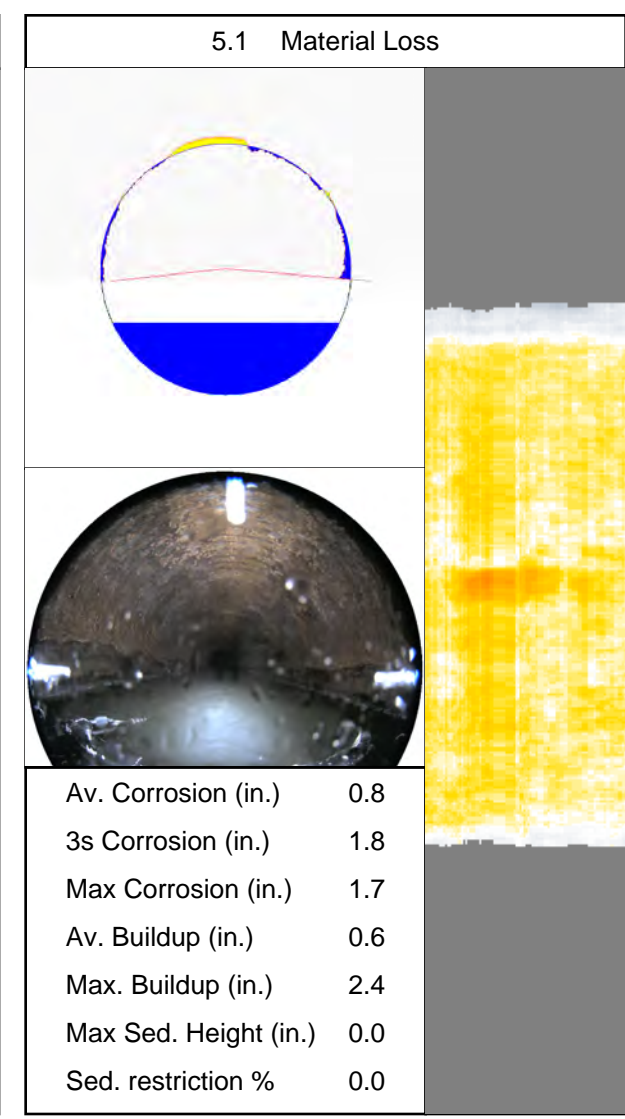 5.1 Material Loss
Av. Corrosion (in.) 0.8
3s Corrosion (in.) 1.8
Max Corrosion (in.) 1.7
Av. Buildup (in.) 0.6
Max. Buildup (in.) 2.4
Max Sed. Height (in.) 0.0
Sed. restriction % 0.0